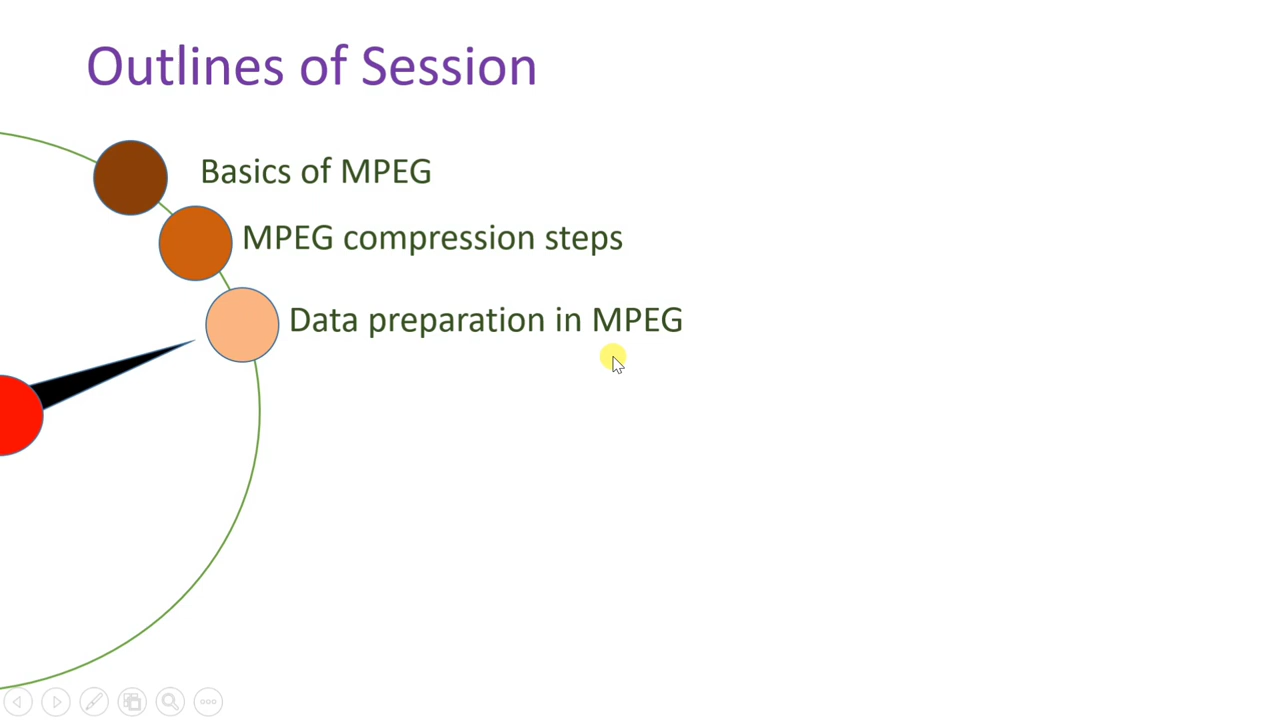 Outlines of Session
Basics of MPEG
MPEG compression steps
Data preparation in MPEG